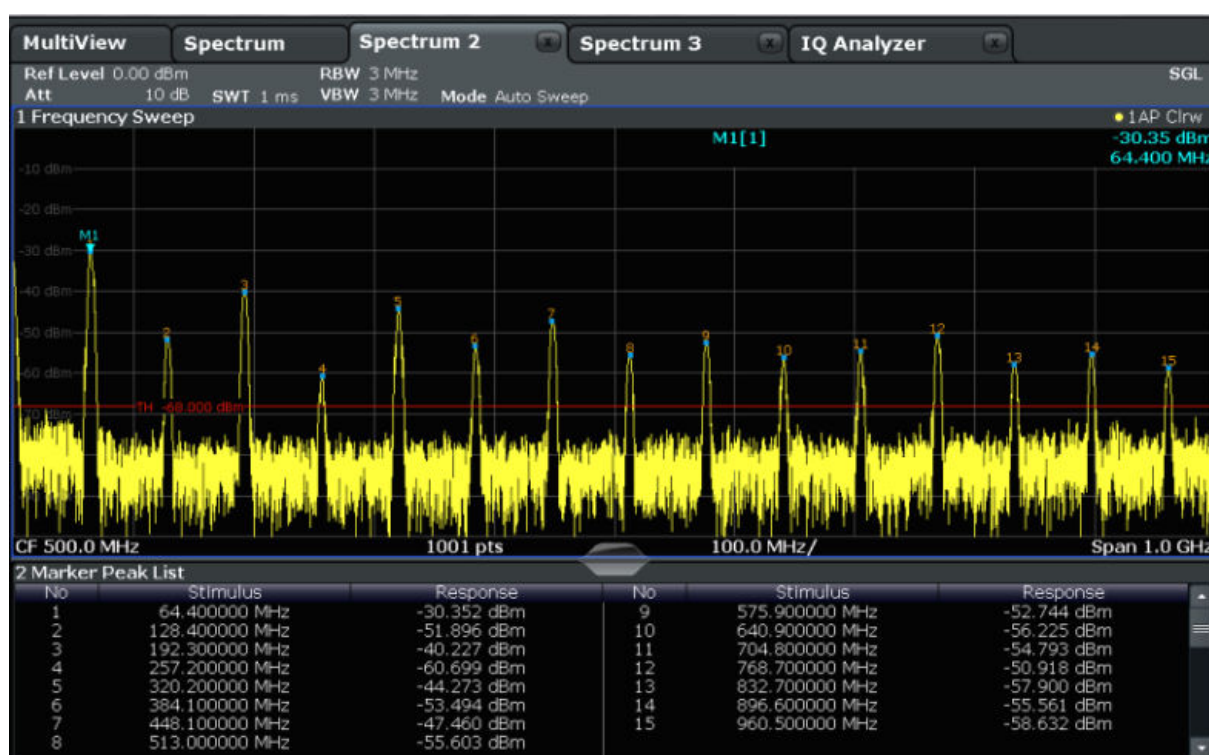 MultiView Spectrum Spectrum 2 x Spectrum 3 x IQ Analyzer x
Ref Level 0.00 dBm RBW 3 MHz SGL
Att 10 dB SWT 1 ms VBW 3 MHz Mode Auto Sweep
1 Frequency Sweep 1AP Clrw
M1[1] -30.35 dBm
64.400 MHz
-10 dBm
-20 dBm
M1
-30 dBm
3
-40 dBm
5
7
12
-50 dBm
2 6 8 9 10 11 13 14 15
-60 dBm
4
TH -68.000 dBm
-70 dBm
CF 500.0 MHz 1001 pts 100.0 MHz/ Span 1.0 GHz
2 Marker Peak List
No Stimulus Response No Stimulus Response
1 64.400000 MHz -30.352 dBm 9 575.900000 MHz -52.744 dBm
2 128.400000 MHz -51.896 dBm 10 640.900000 MHz -56.225 dBm
3 192.300000 MHz -40.227 dBm 11 704.800000 MHz -54.793 dBm
4 257.200000 MHz -60.699 dBm 12 768.700000 MHz -50.918 dBm
5 320.200000 MHz -44.273 dBm 13 832.700000 MHz -57.900 dBm
6 384.100000 MHz -53.494 dBm 14 896.600000 MHz -55.561 dBm
7 448.100000 MHz -47.460 dBm 15 960.500000 MHz -58.632 dBm
8 513.000000 MHz -55.603 dBm